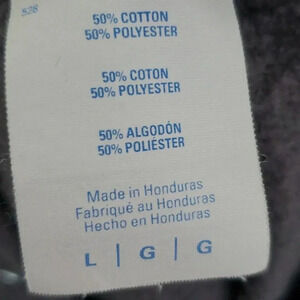 528
50% COTTON
50% POLYESTER
50% COTON
50% POLYESTER
50% ALGODÓN
50% POLIÉSTER
Made in Honduras
Fabriqué au Honduras
Hecho en Honduras
L | G | G